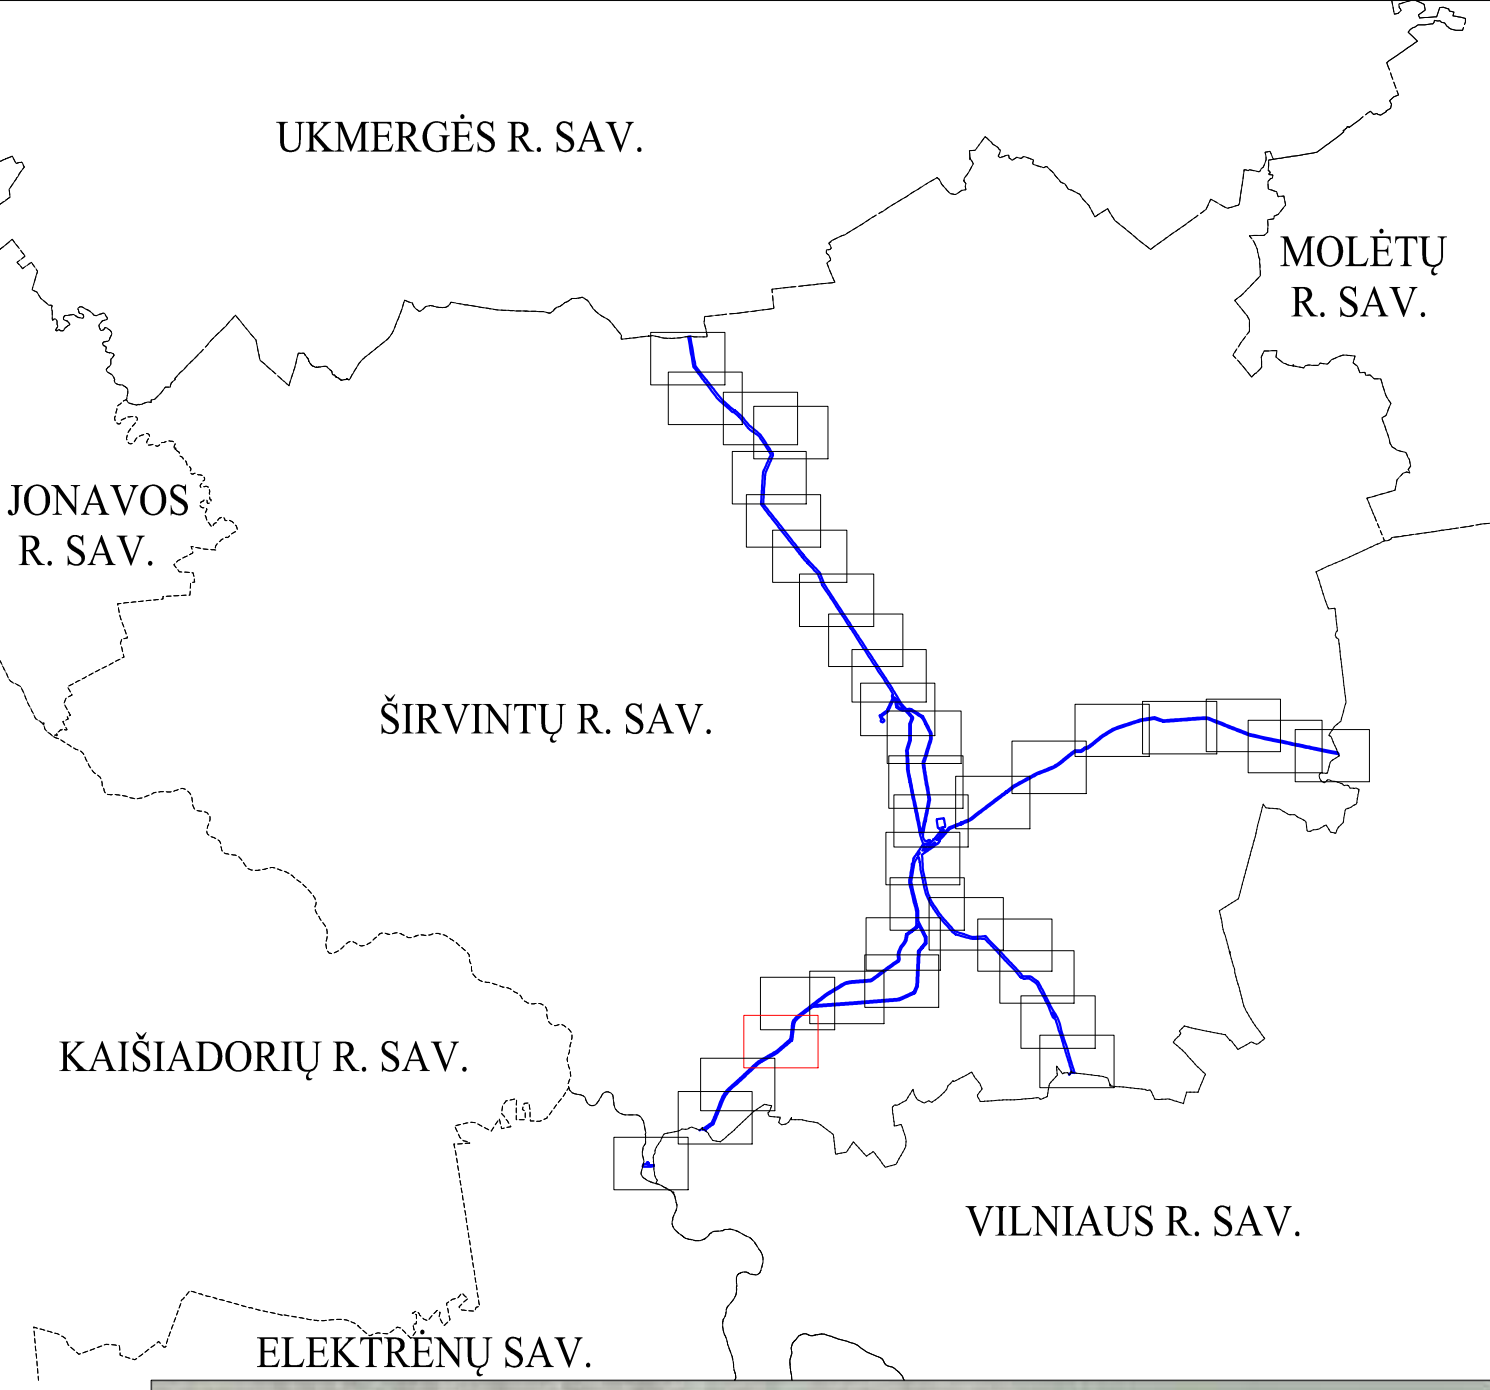 UKMERGĖS R. SAV.
MOLĖTŲ
R. SAV.
JONAVOS
R. SAV.
ŠIRVINTŲ R. SAV.
KAIŠIADORIŲ R. SAV.
VILNIAUS R. SAV.
ELEKTRĖNŲ SAV.